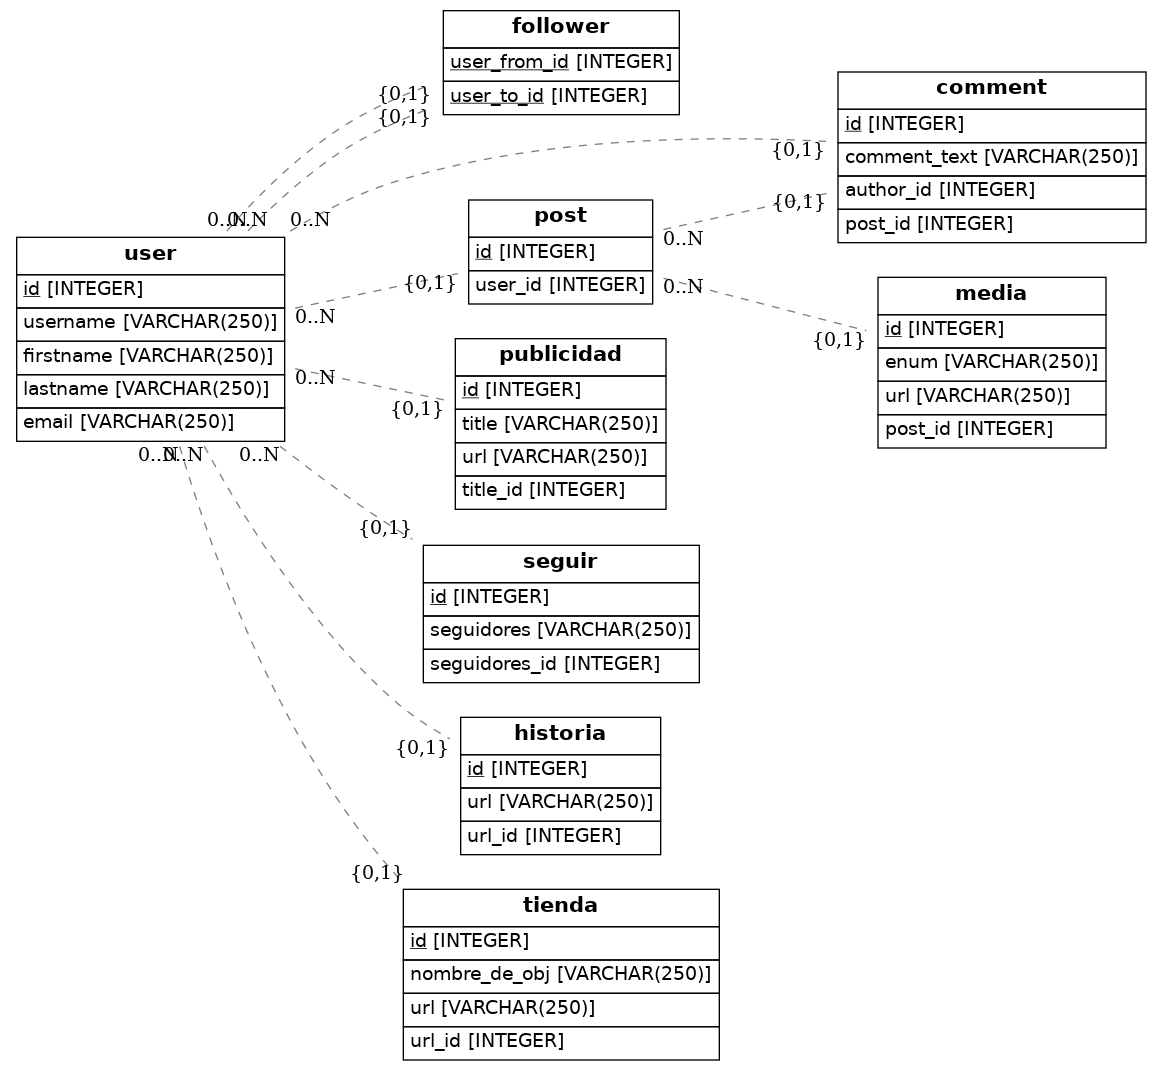 follower
user_from_id [INTEGER]
user_to_id [INTEGER]
{0,1}
{0,1}
comment
id [INTEGER]
comment_text [VARCHAR(250)]
author_id [INTEGER]
post_id [INTEGER]
{0,1}
{0,1}
0..N
0..N
0..N
post
id [INTEGER]
user_id [INTEGER]
0..N
0..N
{0,1}
user
id [INTEGER]
username [VARCHAR(250)]
firstname [VARCHAR(250)]
lastname [VARCHAR(250)]
email [VARCHAR(250)]
0..N
0..N
media
id [INTEGER]
enum [VARCHAR(250)]
url [VARCHAR(250)]
post_id [INTEGER]
{0,1}
publicidad
id [INTEGER]
title [VARCHAR(250)]
url [VARCHAR(250)]
title_id [INTEGER]
{0,1}
0..N
0..N
0..N
{0,1}
seguir
id [INTEGER]
seguidores [VARCHAR(250)]
seguidores_id [INTEGER]
historia
id [INTEGER]
url [VARCHAR(250)]
url_id [INTEGER]
{0,1}
{0,1}
tienda
id [INTEGER]
nombre_de_obj [VARCHAR(250)]
url [VARCHAR(250)]
url_id [INTEGER]